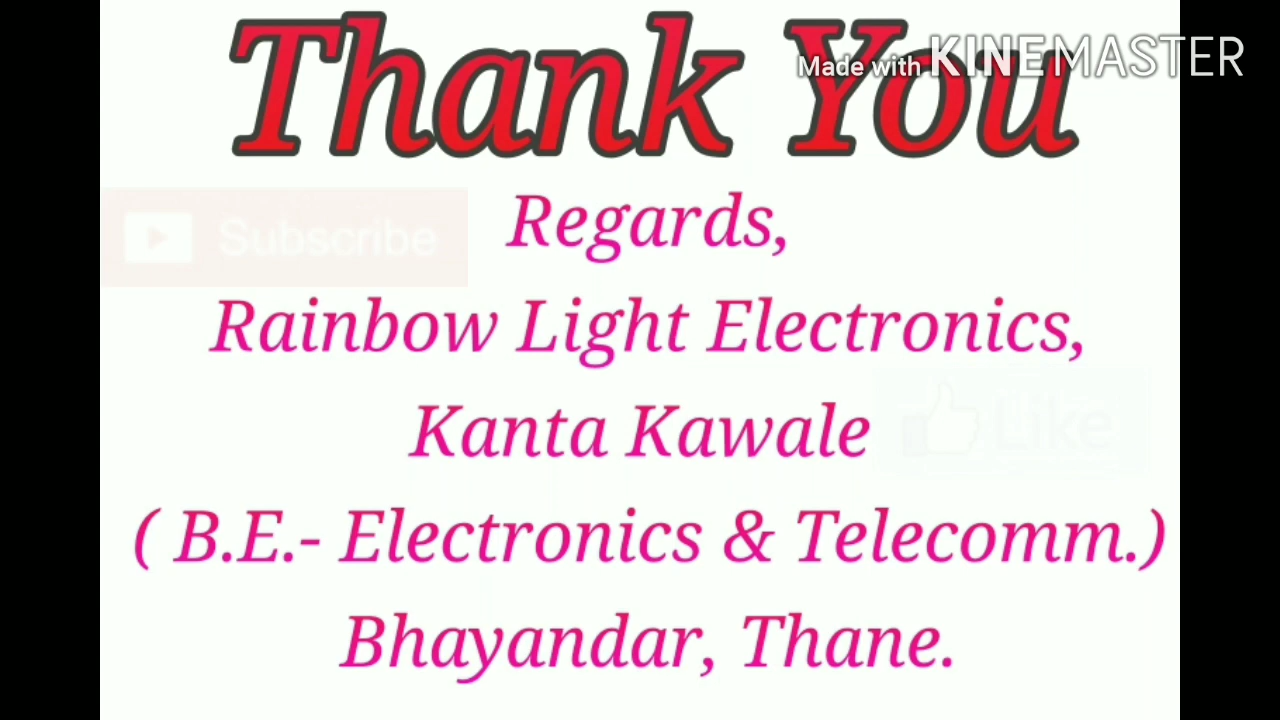 Thank You
Made with KINEMASTER
Subscribe
Regards,
Rainbow Light Electronics,
Kanta Kawale
Like
( B.E.- Electronics & Telecomm.)
Bhayandar, Thane.